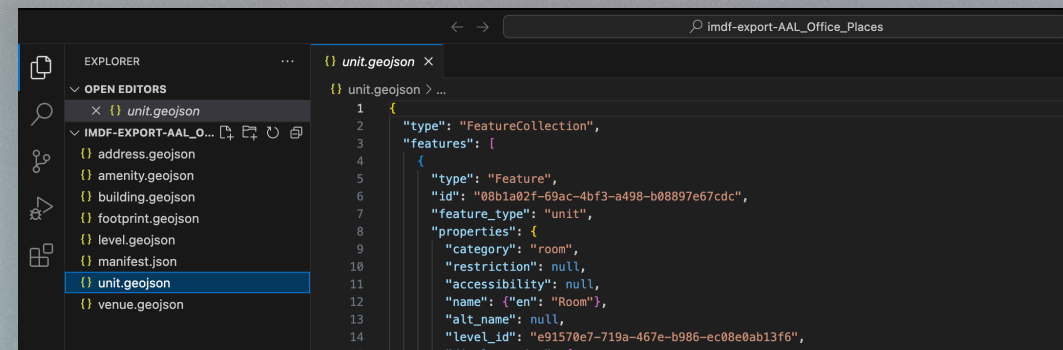 imdf-export-AAL_Office_Places
EXPLORER
OPEN EDITORS
{} unit.geojson
IMDF-EXPORT-AAL_O...
{} address.geojson
{} amenity.geojson
{} building.geojson
{} footprint.geojson
{} level.geojson
{} manifest.json
{} unit.geojson
{} venue.geojson
{} unit.geojson
{} unit.geojson > ...
1 {
2 "type": "FeatureCollection",
3 "features": [
4 {
5 "type": "Feature",
6 "id": "08b1a02f-69ac-4bf3-a498-b08897e67cdc",
7 "feature_type": "unit",
8 "properties": {
9 "category": "room",
10 "restriction": null,
11 "accessibility": null,
12 "name": {"en": "Room"},
13 "alt_name": null,
14 "level_id": "e91570e7-719a-467e-b986-ec08e0ab13f6",